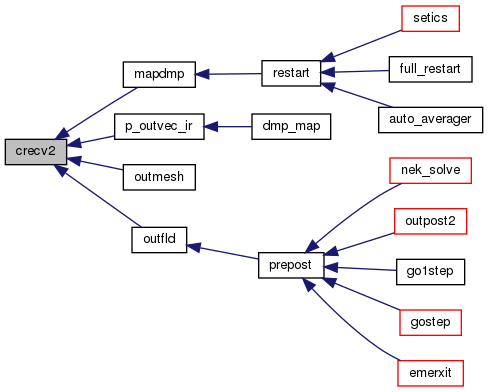 setics
mapdmp
restart
full_restart
auto_averager
p_outvec_ir
dmp_map
crecv2
outmesh
nek_solve
outfld
outpost2
prepost
go1step
gostep
emerxit